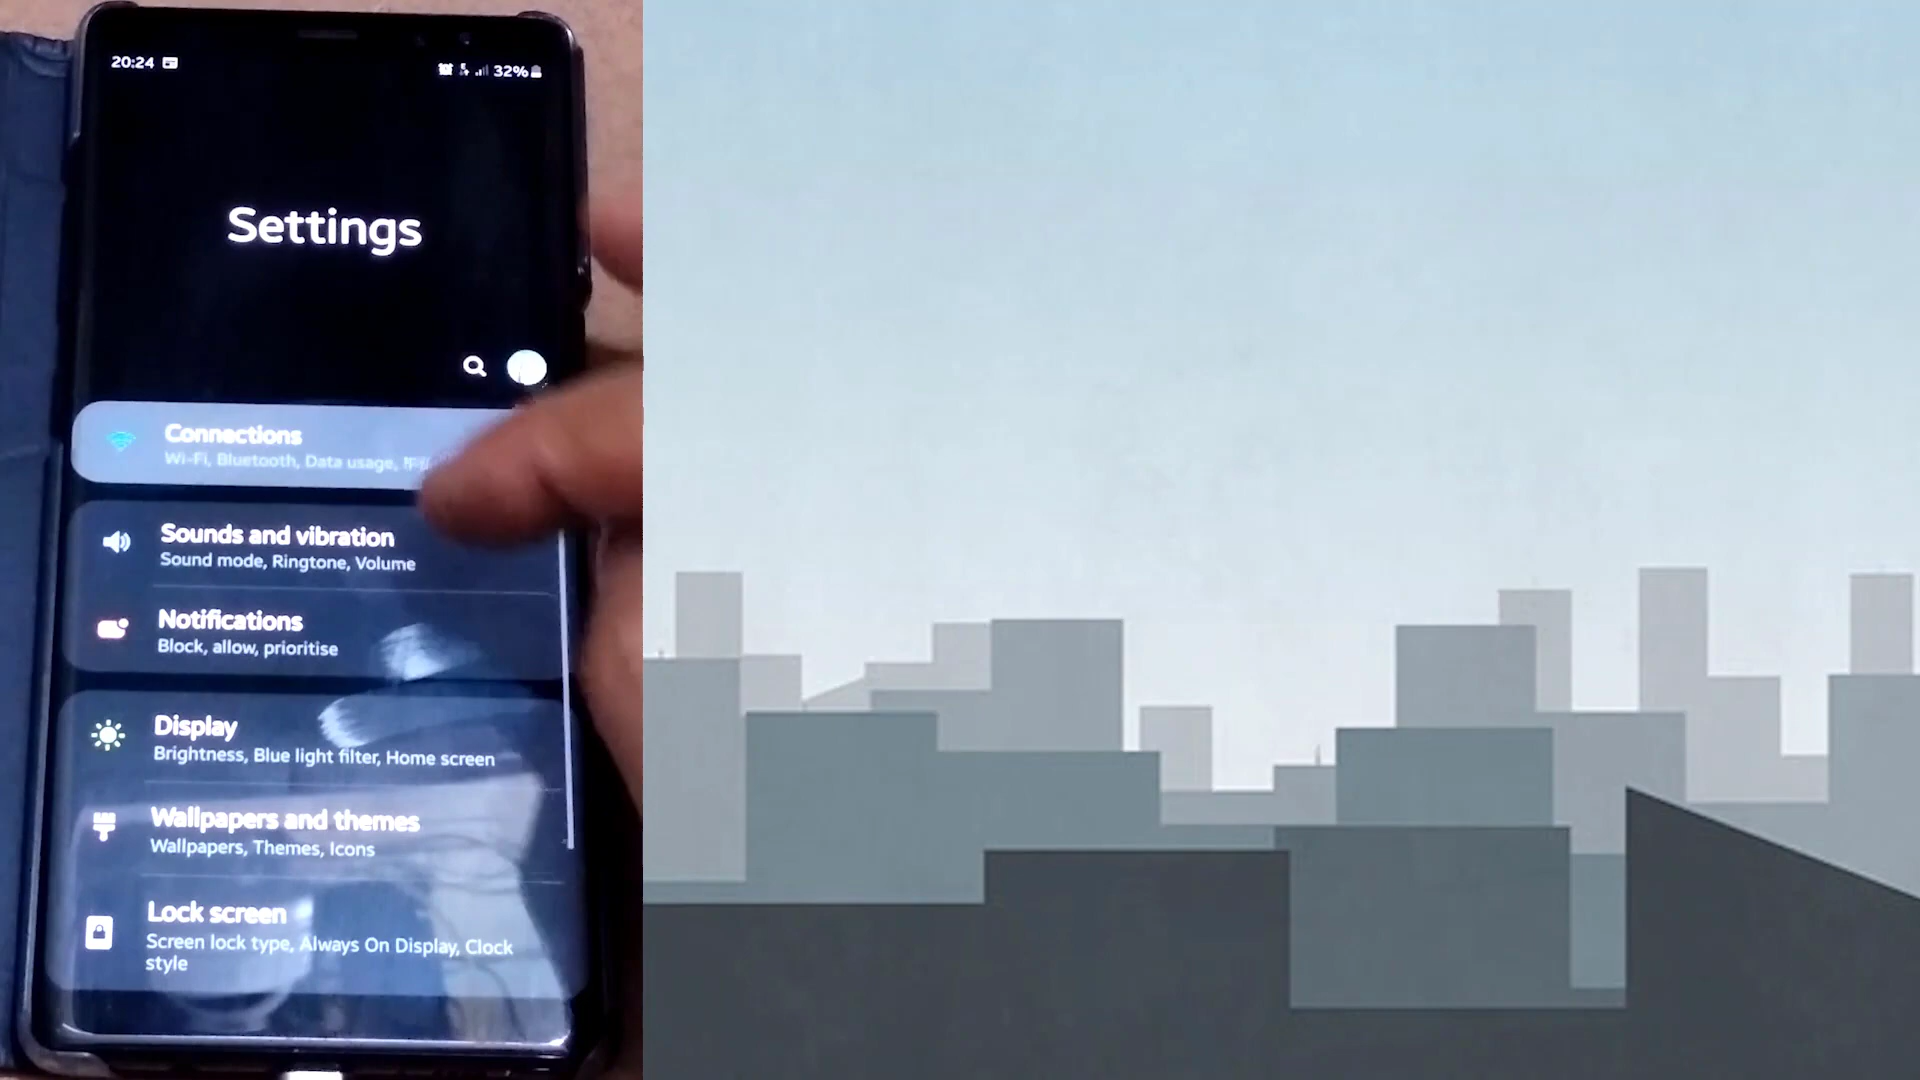 20:24
32%
Settings
Connections
Wi-Fi, Bluetooth, Data usage,
Sounds and vibration
Sound mode, Ringtone, Volume
Notifications
Block, allow, prioritise
Display
Brightness, Blue light filter, Home screen
Wallpapers and themes
Wallpapers, Themes, Icons
Lock screen
Screen lock type, Always On Display, Clock
style